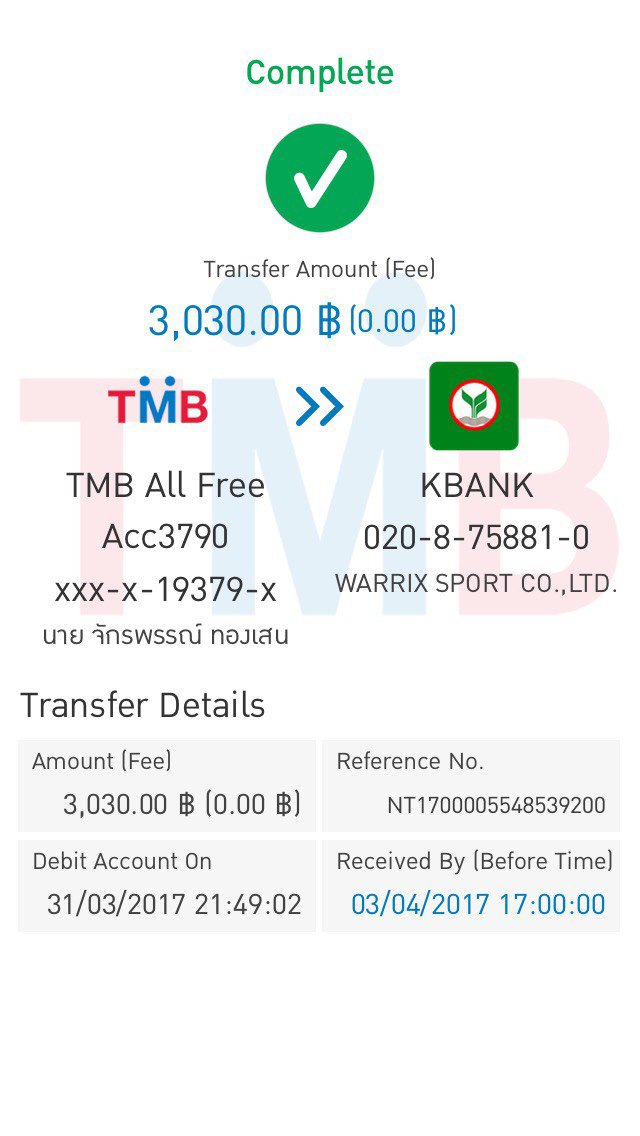 Complete
Transfer Amount (Fee)
3,030.00 ฿ (0.00 ฿)
TMB
TMB All Free
Acc3790
xxx-x-19379-x
นาย จักรพรรณ์ ทองเสน
KBANK
020-8-75881-0
WARRIX SPORT CO.,LTD.
TMB
Transfer Details
Amount (Fee)
3,030.00 ฿ (0.00 ฿)
Reference No.
NT1700005548539200
Debit Account On
31/03/2017 21:49:02
Received By (Before Time)
03/04/2017 17:00:00